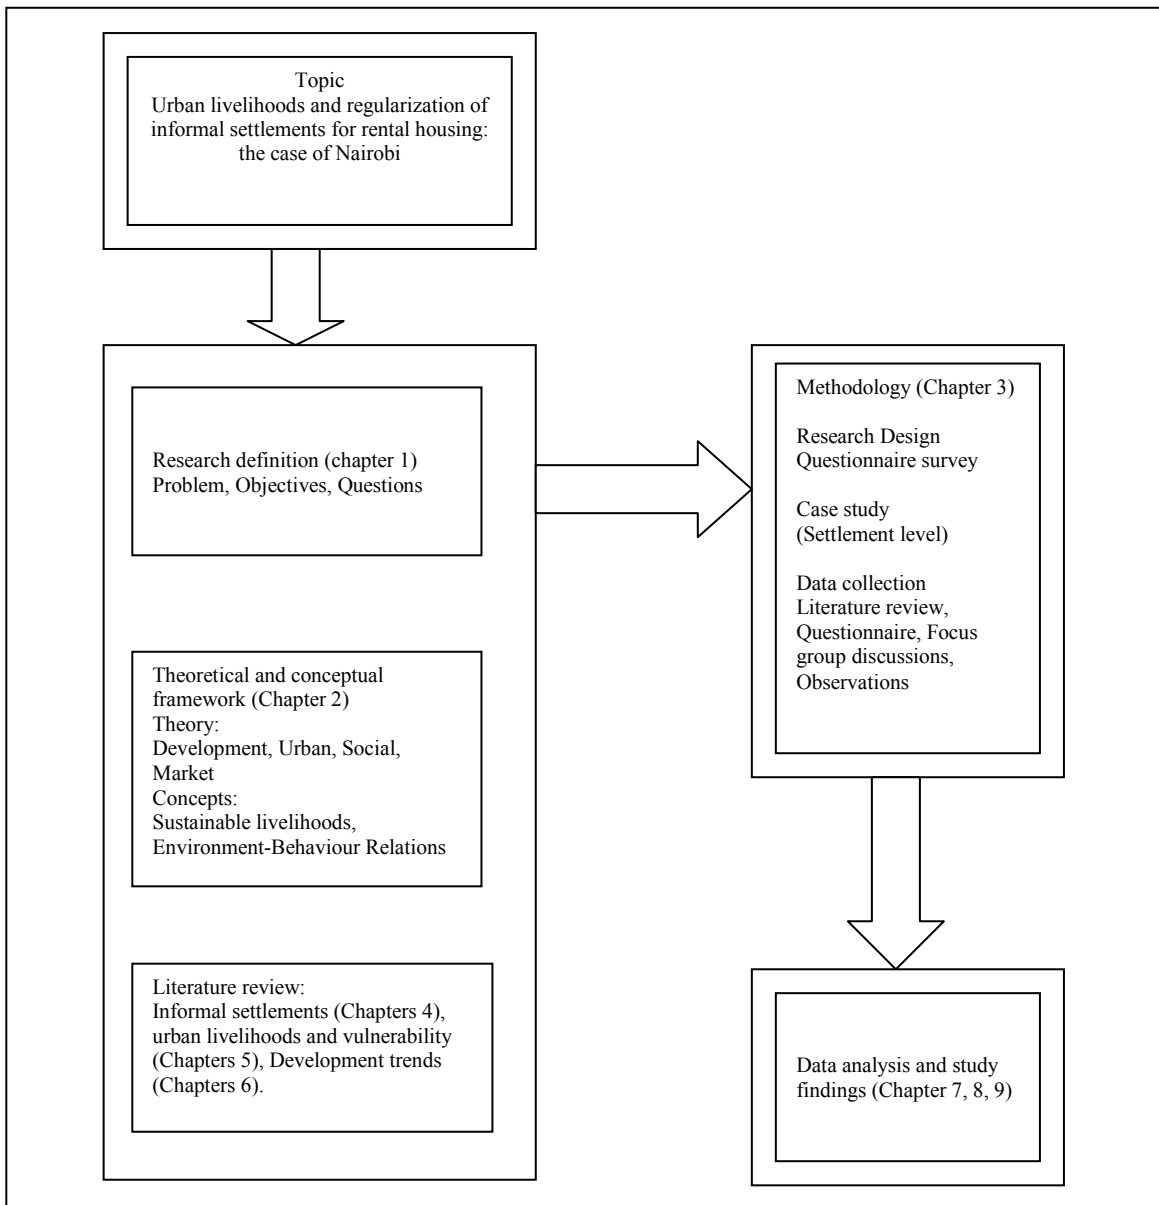 Topic
Urban livelihoods and regularization of
informal settlements for rental housing:
the case of Nairobi
Research definition (chapter 1)
Problem, Objectives, Questions
Theoretical and conceptual
framework (Chapter 2)
Theory:
Development, Urban, Social,
Market
Concepts:
Sustainable livelihoods,
Environment-Behaviour Relations
Literature review:
Informal settlements (Chapters 4),
urban livelihoods and vulnerability
(Chapters 5), Development trends
(Chapters 6).
Methodology (Chapter 3)
Research Design
Questionnaire survey
Case study
(Settlement level)
Data collection
Literature review,
Questionnaire, Focus
group discussions,
Observations
Data analysis and study
findings (Chapter 7, 8, 9)